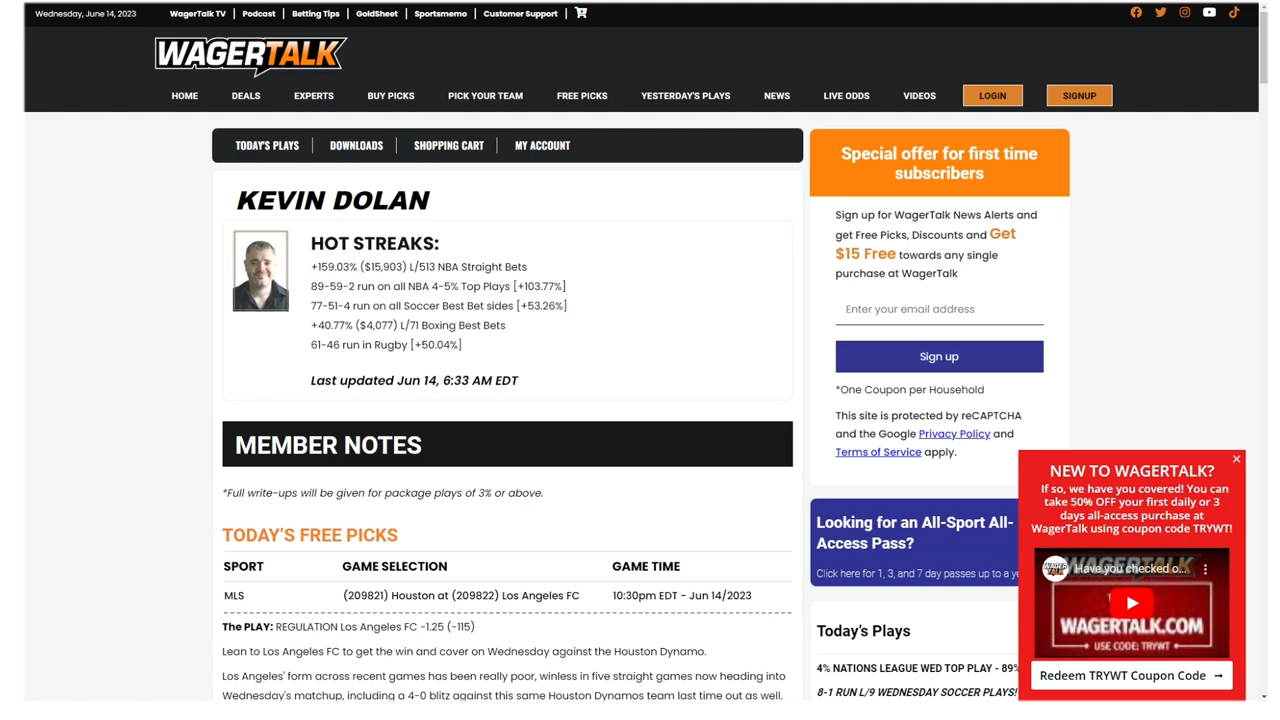 Wednesday, June 14, 2023
WagerTalk TV | Podcast | Betting Tips | GoldSheet | Sportsmemo | Customer Support |
WAGERTALK
HOME DEALS EXPERTS BUY PICKS PICK YOUR TEAM FREE PICKS YESTERDAY'S PLAYS NEWS LIVE ODDS VIDEOS LOGIN SIGNUP
TODAY'S PLAYS | DOWNLOADS | SHOPPING CART | MY ACCOUNT
KEVIN DOLAN
HOT STREAKS:
+159.03% ($15,903) L/513 NBA Straight Bets
89-59-2 run on all NBA 4-5% Top Plays [+103.77%]
77-51-4 run on all Soccer Best Bet sides [+53.26%]
+40.77% ($4,077) L/71 Boxing Best Bets
61-46 run in Rugby [+50.04%]
Last updated Jun 14, 6:33 AM EDT
MEMBER NOTES
*Full write-ups will be given for package plays of 3% or above.
TODAY'S FREE PICKS
SPORT GAME SELECTION GAME TIME
MLS (209821) Houston at (209822) Los Angeles FC 10:30pm EDT - Jun 14/2023
The PLAY: REGULATION Los Angeles FC -1.25 (-115)
Lean to Los Angeles FC to get the win and cover on Wednesday against the Houston Dynamo.
Los Angeles' form across recent games has been really poor, winless in five straight games now heading into
Wednesday's matchup, including a 4-0 blitz against this same Houston Dynamos team last time out as well.
Special offer for first time
subscribers
Sign up for WagerTalk News Alerts and
get Free Picks, Discounts and Get
$15 Free towards any single
purchase at WagerTalk
Enter your email address
Sign up
*One Coupon per Household
This site is protected by reCAPTCHA
and the Google Privacy Policy and
Terms of Service apply.
Looking for an All-Sport All-
Access Pass?
Click here for 1, 3, and 7 day passes up to a ye
Today's Plays
4% NATIONS LEAGUE WED TOP PLAY - 89%
8-1 RUN L/9 WEDNESDAY SOCCER PLAYS!
NEW TO WAGERTALK?
If so, we have you covered! You can
take 50% OFF your first daily or 3
days all-access purchase at
WagerTalk using coupon code TRYWT!
Have you checked o...
WAGERTALK.COM
USE CODE: TRYWT
Redeem TRYWT Coupon Code →